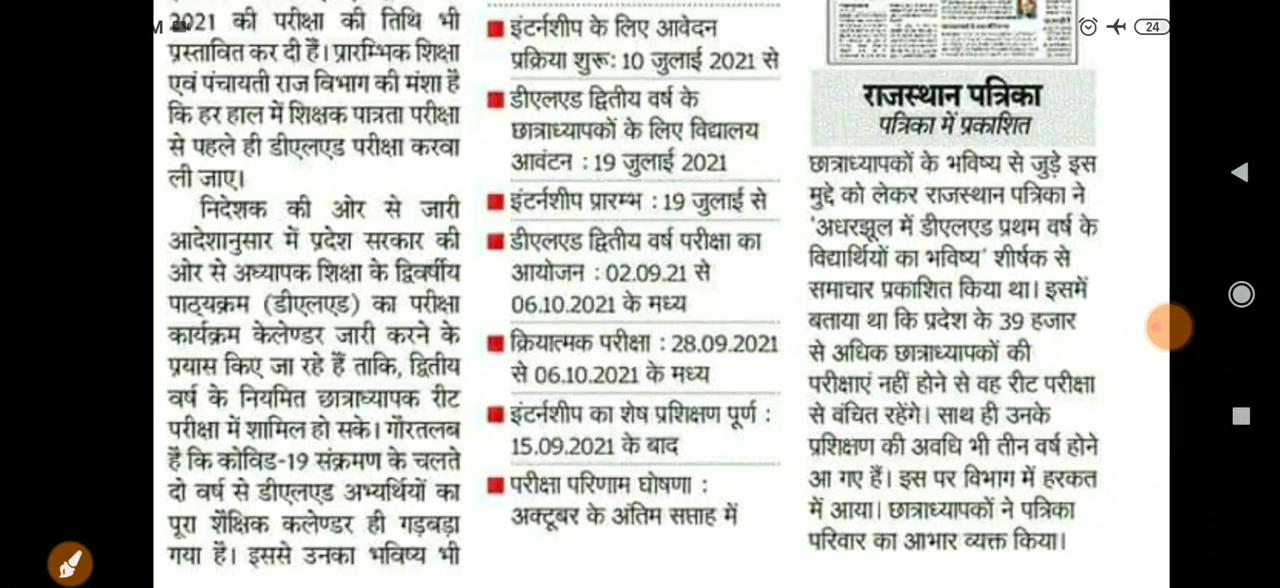 2021 की परीक्षा की तिथि भी
प्रस्तावित कर दी है। प्रारम्भिक शिक्षा
एवं पंचायती राज विभाग की मंशा है
कि हर हाल में शिक्षक पात्रता परीक्षा
से पहले ही डीएलएड परीक्षा करवा
ली जाए।
निदेशक की ओर से जारी
आदेशानुसार में प्रदेश सरकार की
ओर से अध्यापक शिक्षा के द्विवर्षीय
पाठ्यक्रम (डीएलएड) का परीक्षा
कार्यक्रम केलेण्डर जारी करने के
प्रयास किए जा रहे हैं ताकि, द्वितीय
वर्ष के नियमित छात्राध्यापक रीट
परीक्षा में शामिल हो सके। गौरतलब
है कि कोविड-19 संक्रमण के चलते
दो वर्ष से डीएलएड अभ्यर्थियों का
पूरा शैक्षिक कलेण्डर ही गड़बड़ा
गया है। इससे उनका भविष्य भी
इंटर्नशीप के लिए आवेदन
प्रक्रिया शुरू: 10 जुलाई 2021 से
डीएलएड द्वितीय वर्ष के
छात्राध्यापकों के लिए विद्यालय
आवंटन : 19 जुलाई 2021
इंटर्नशीप प्रारम्भ : 19 जुलाई से
डीएलएड द्वितीय वर्ष परीक्षा का
आयोजन : 02.09.21 से
06.10.2021 के मध्य
क्रियात्मक परीक्षा : 28.09.2021
से 06.10.2021 के मध्य
इंटर्नशीप का शेष प्रशिक्षण पूर्ण :
15.09.2021 के बाद
परीक्षा परिणाम घोषणा :
अक्टूबर के अंतिम सप्ताह में
24
राजस्थान पत्रिका
पत्रिका में प्रकाशित
छात्राध्यापकों के भविष्य से जुड़े इस
मुद्दे को लेकर राजस्थान पत्रिका ने
'अधरझूल में डीएलएड प्रथम वर्ष के
विद्यार्थियों का भविष्य' शीर्षक से
समाचार प्रकाशित किया था। इसमें
बताया था कि प्रदेश के 39 हजार
से अधिक छात्राध्यापकों की
परीक्षाएं नहीं होने से वह रीट परीक्षा
से वंचित रहेंगे। साथ ही उनके
प्रशिक्षण की अवधि भी तीन वर्ष होने
आ गए हैं। इस पर विभाग में हरकत
में आया। छात्राध्यापकों ने पत्रिका
परिवार का आभार व्यक्त किया।